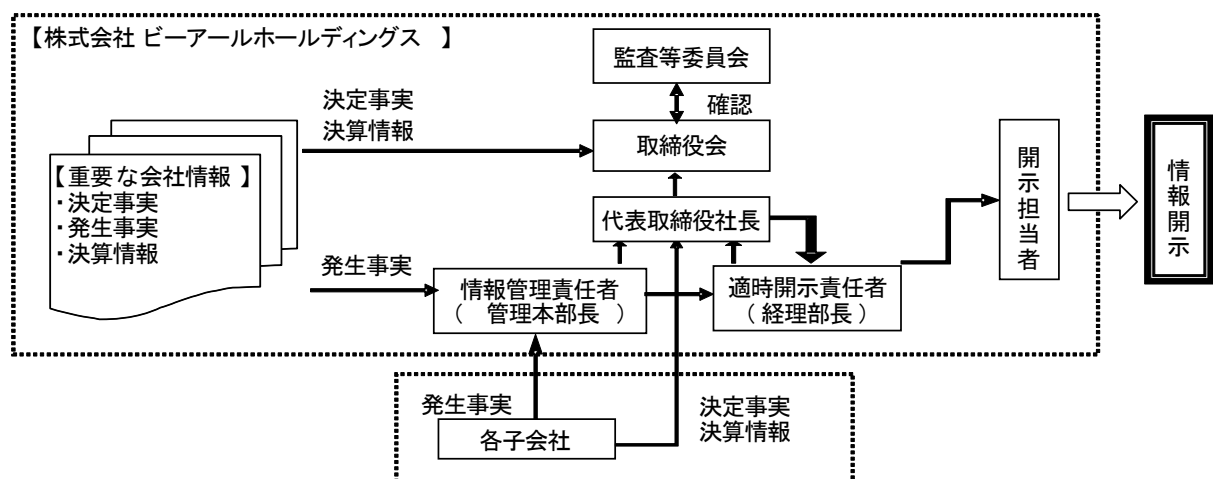 【株式会社 ビーアールホールディングス 】
監査等委員会
確認
決定事実
決算情報
取締役会
【重要な会社情報 】
・決定事実
・発生事実
・決算情報
代表取締役社長
開示担当者
情報開示
発生事実
情報管理責任者
( 管理本部長 )
適時開示責任者
(経理部長)
発生事実
各子会社
決定事実
決算情報